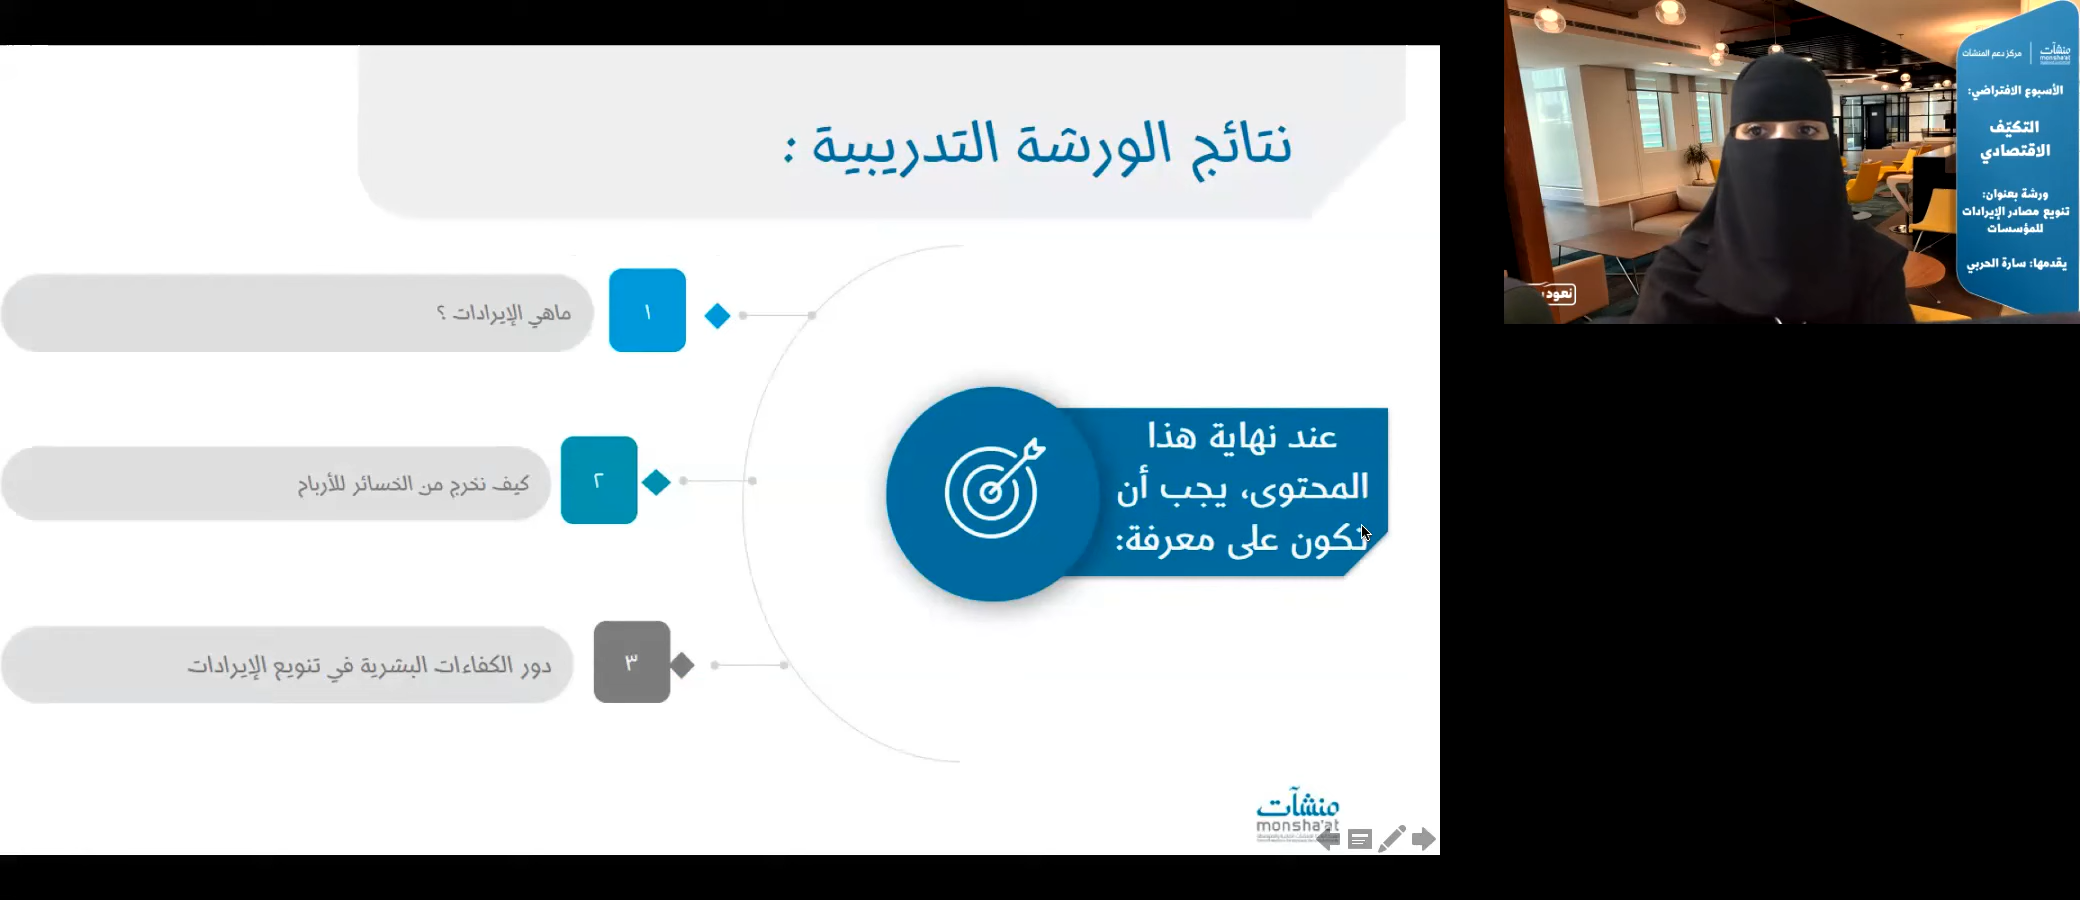 نتائج الورشة التدريبية :
عند نهاية هذا
المحتوى، يجب أن
تكون على معرفة:
١
ماهي الإيرادات ؟
٢
كيف نخرج من الخسائر للأرباح
٣
دور الكفاءات البشرية في تنويع الإيرادات
منشآت
monsha'at
منشآت
monsha'at
مركز دعم المنشآت
الأسبوع الافتراضي:
التكيّف
الاقتصادي
ورشة بعنوان:
تنويع مصادر الإيرادات
للمؤسسات
يقدمها: سارة الحربي